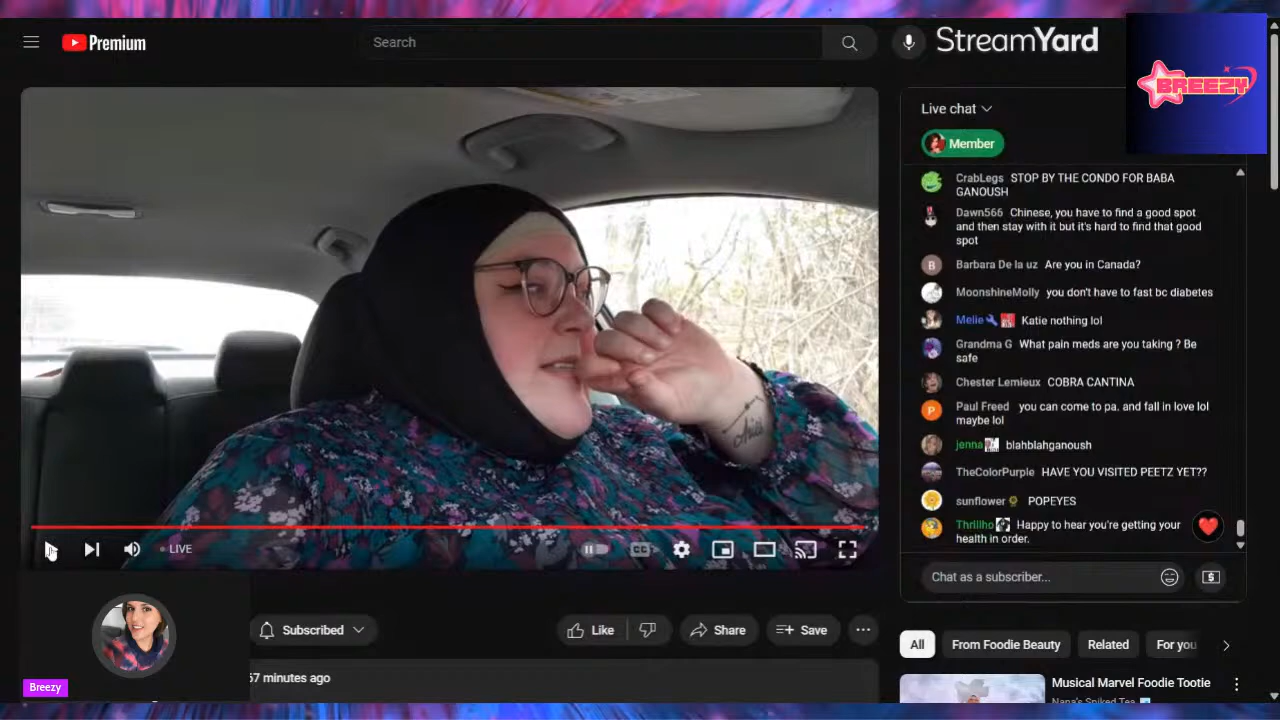 Premium
Search
StreamYard
BREEZY
Live chat
Member
CrabLegs STOP BY THE CONDO FOR BABA
GANOUSH
Dawn566 Chinese, you have to find a good spot
and then stay with it but it's hard to find that good
spot
B
Barbara De la uz Are you in Canada?
MoonshineMolly you don't have to fast bc diabetes
Melie Katie nothing lol
Grandma G What pain meds are you taking ? Be
safe
Chester Lemieux COBRA CANTINA
P
Paul Freed you can come to pa. and fall in love lol
maybe lol
jenna blahblahganoush
TheColorPurple HAVE YOU VISITED PEETZ YET??
sunflower POPEYES
Thrillho Happy to hear you're getting your
health in order.
LIVE
CC
Chat as a subscriber...
Subscribed
Like
Share
Save
All
From Foodie Beauty
Related
For you
57 minutes ago
Breezy
Musical Marvel Foodie Tootie
Nana's Spiked Tea